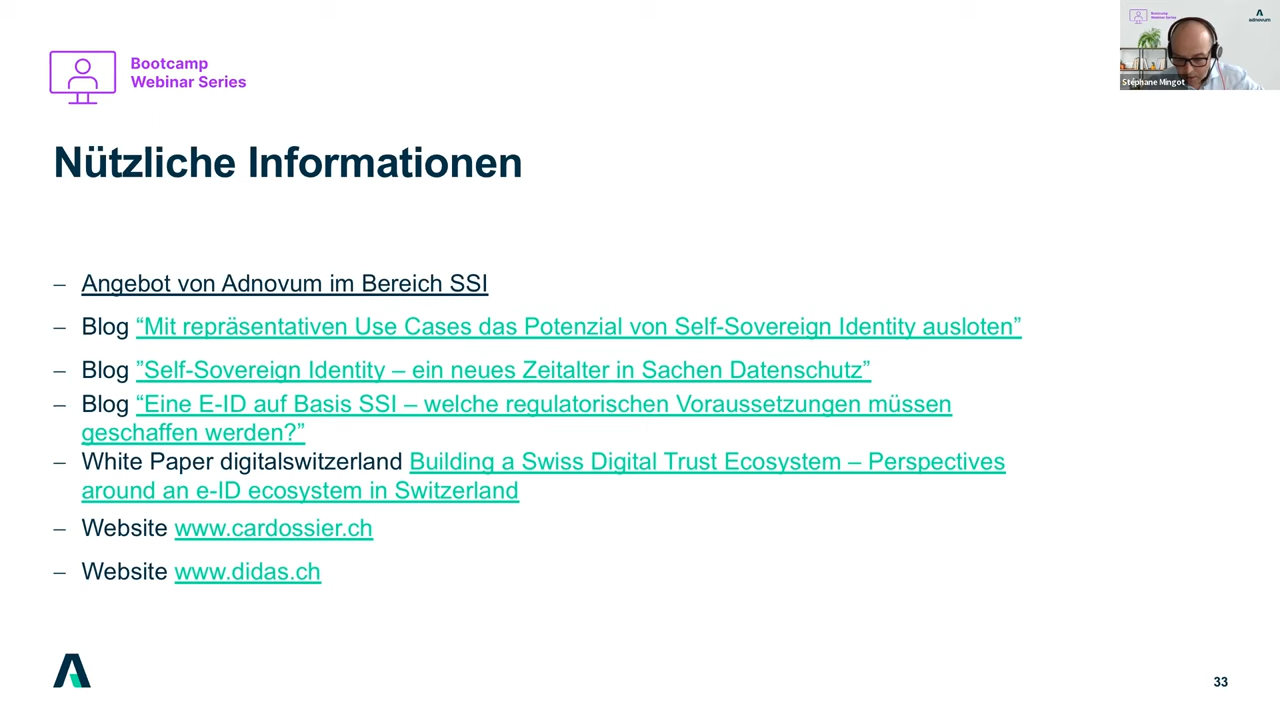 Bootcamp
Webinar Series
Bootcamp
Webinar Series
adnovum
Stéphane Mingot
Nützliche Informationen
– Angebot von Adnovum im Bereich SSI
– Blog “Mit repräsentativen Use Cases das Potenzial von Self-Sovereign Identity ausloten”
– Blog ”Self-Sovereign Identity – ein neues Zeitalter in Sachen Datenschutz”
– Blog “Eine E-ID auf Basis SSI – welche regulatorischen Voraussetzungen müssen
geschaffen werden?”
– White Paper digitalswitzerland Building a Swiss Digital Trust Ecosystem – Perspectives
around an e-ID ecosystem in Switzerland
– Website www.cardossier.ch
– Website www.didas.ch
33